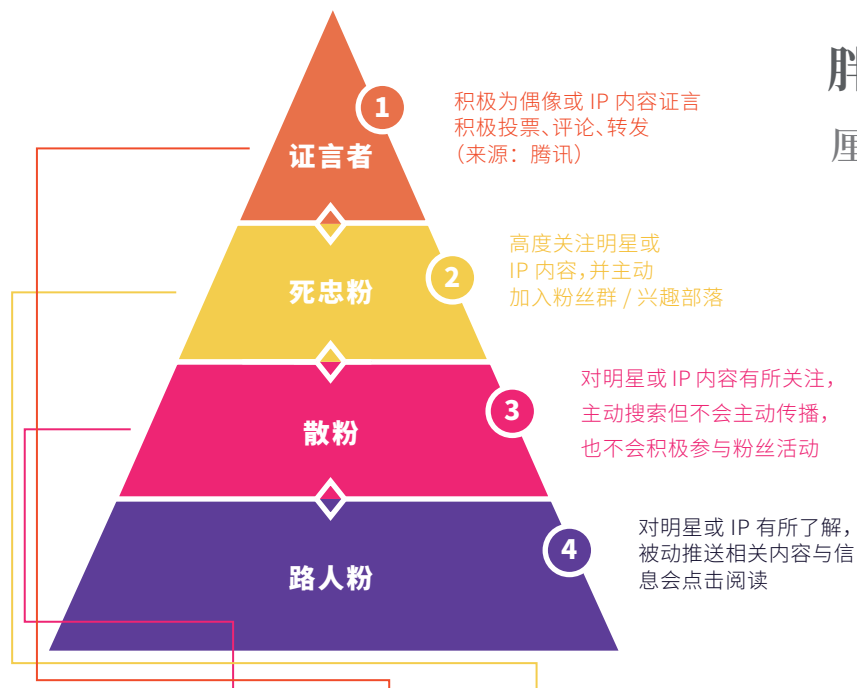 胖
厘
1
积极为偶像或 IP 内容证言
积极投票、评论、转发
（来源：腾讯）
证言者
2
高度关注明星或
IP 内容，并主动
加入粉丝群 / 兴趣部落
死忠粉
3
对明星或 IP 内容有所关注，
主动搜索但不会主动传播，
也不会积极参与粉丝活动
散粉
4
对明星或 IP 有所了解，
被动推送相关内容与信
息会点击阅读
路人粉